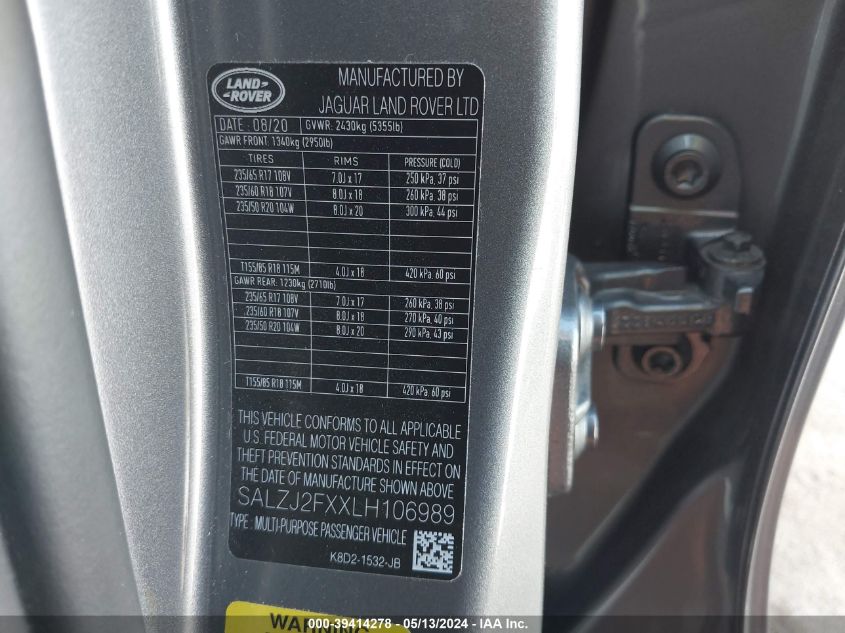 LAND-
-ROVER
MANUFACTURED BY
JAGUAR LAND ROVER LTD
DATE : 08/20 GVWR: 2430kg (5355lb)
GAWR FRONT: 1340kg (2950lb)
TIRES RIMS PRESSURE (COLD)
235/65 R17 108V 7.0J x 17 250 kPa, 37 psi
235/60 R18 107V 8.0J x 18 260 kPa, 38 psi
235/50 R20 104W 8.0J x 20 300 kPa, 44 psi
T155/85 R18 115M 4.0J x 18 420 kPa, 60 psi
GAWR REAR: 1230kg (2710lb)
235/65 R17 108V 7.0J x 17 260 kPa, 38 psi
235/60 R18 107V 8.0J x 18 270 kPa, 40 psi
235/50 R20 104W 8.0J x 20 290 kPa, 43 psi
T155/85 R18 115M 4.0J x 18 420 kPa, 60 psi
THIS VEHICLE CONFORMS TO ALL APPLICABLE
U.S. FEDERAL MOTOR VEHICLE SAFETY AND
THEFT PREVENTION STANDARDS IN EFFECT ON
THE DATE OF MANUFACTURE SHOWN ABOVE
SALZJ2FXXLH106989
TYPE : MULTI-PURPOSE PASSENGER VEHICLE
K8D2-1532-JB
WARNING
000-39414278 - 05/13/2024 - IAA Inc.